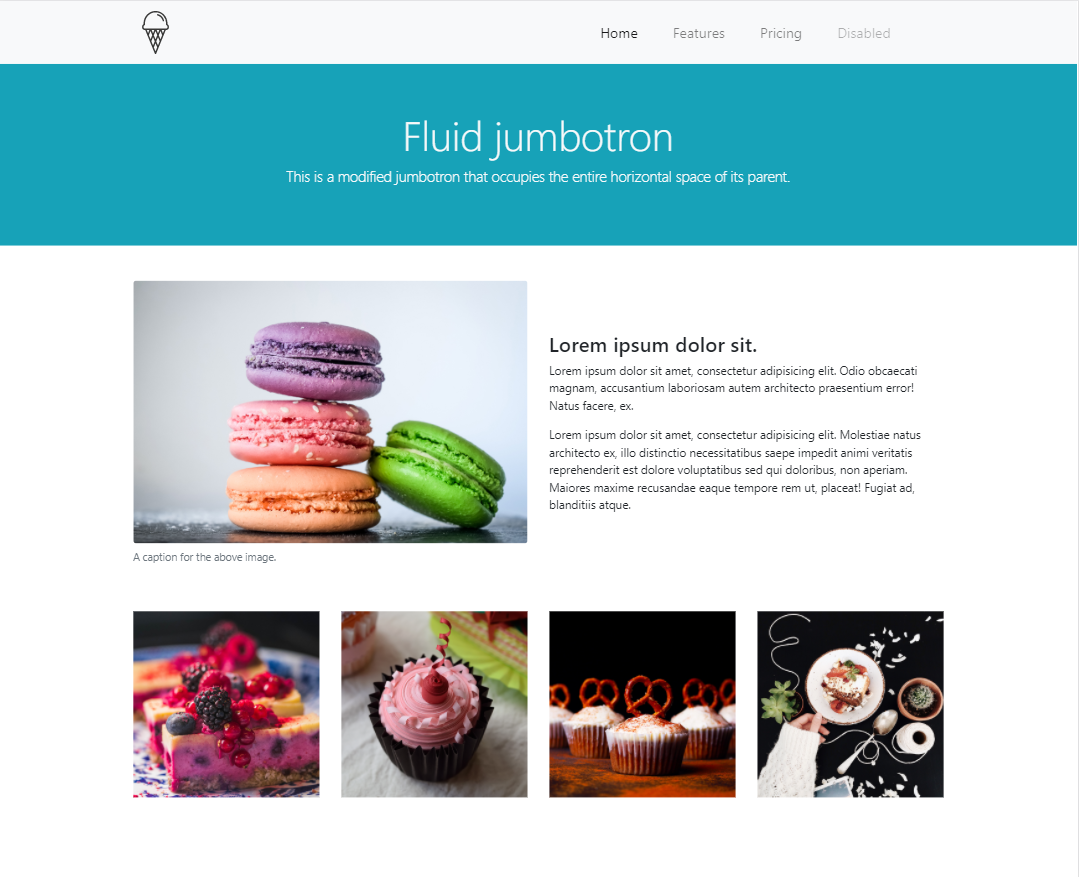 Home Features Pricing Disabled
Fluid jumbotron
This is a modified jumbotron that occupies the entire horizontal space of its parent.
Lorem ipsum dolor sit.
Lorem ipsum dolor sit amet, consectetur adipisicing elit. Odio obcaecati
magnam, accusantium laboriosam autem architecto praesentium error!
Natus facere, ex.
Lorem ipsum dolor sit amet, consectetur adipisicing elit. Molestiae natus
architecto ex, illo distinctio necessitatibus saepe impedit animi veritatis
reprehenderit est dolore voluptatibus sed qui doloribus, non aperiam.
Maiores maxime recusandae eaque tempore rem ut, placeat! Fugiat ad,
blanditiis atque.
A caption for the above image.